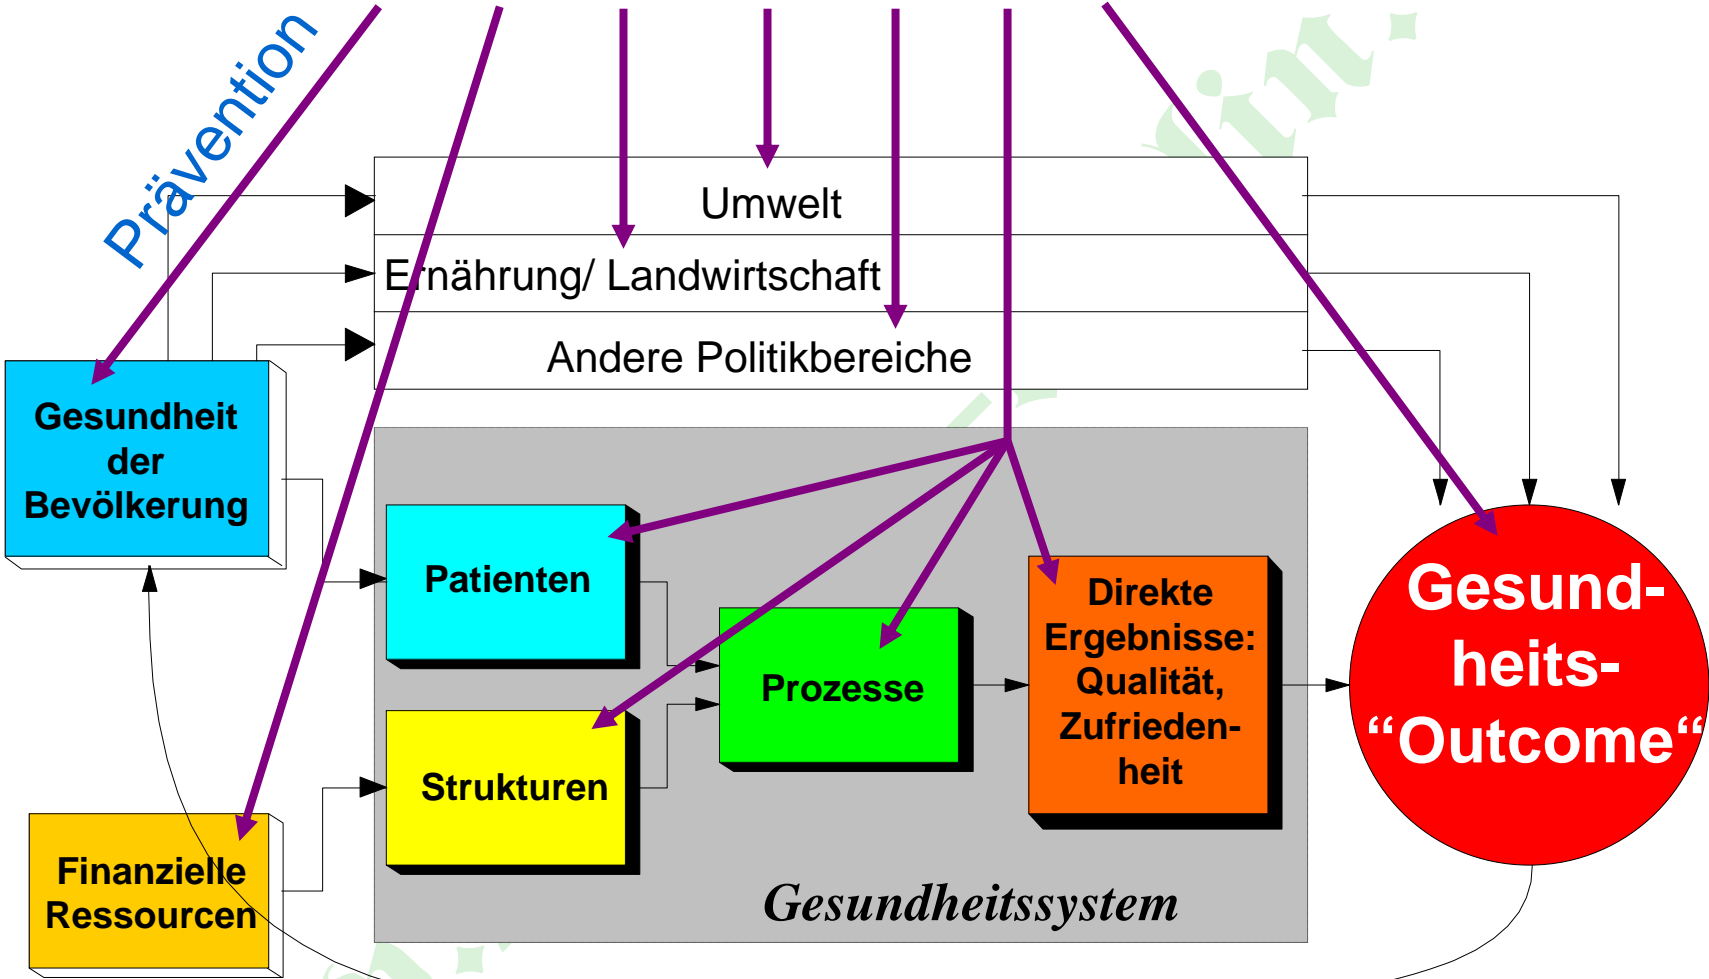 Prävention
Umwelt
Ernährung/ Landwirtschaft
Andere Politikbereiche
Gesundheit
der
Bevölkerung
Patienten
Strukturen
Prozesse
Direkte
Ergebnisse:
Qualität,
Zufrieden-
heit
Gesund-
heits-
“Outcome“
Finanzielle
Ressourcen
Gesundheitssystem